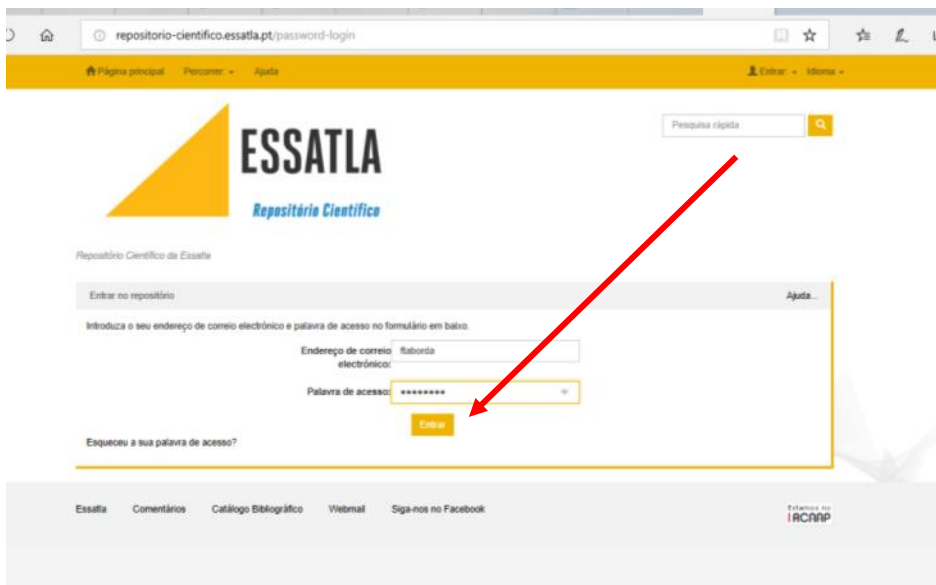 repositorio-cientifico.essatla.pt/password-login
Página principal Percorrer: Ajuda Entrar: Idioma
Pesquisa rápida
ESSATLA
Repositório Científico
Repositório Científico da Essatla
Entrar no repositório Ajuda...
Introduza o seu endereço de correio electrónico e palavra de acesso no formulário em baixo.
Endereço de correio electrónico: flaborda
Palavra de acesso: ••••••••
Entrar
Esqueceu a sua palavra de acesso?
Essatla Comentários Catálogo Bibliográfico Webmail Siga-nos no Facebook
Estamos no
RCAAP